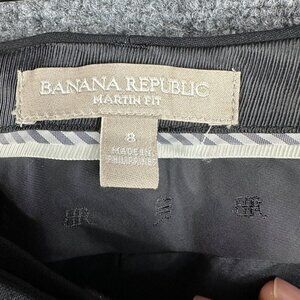 BANANA REPUBLIC
MARTIN FIT
8
MADE IN
PHILIPPINES